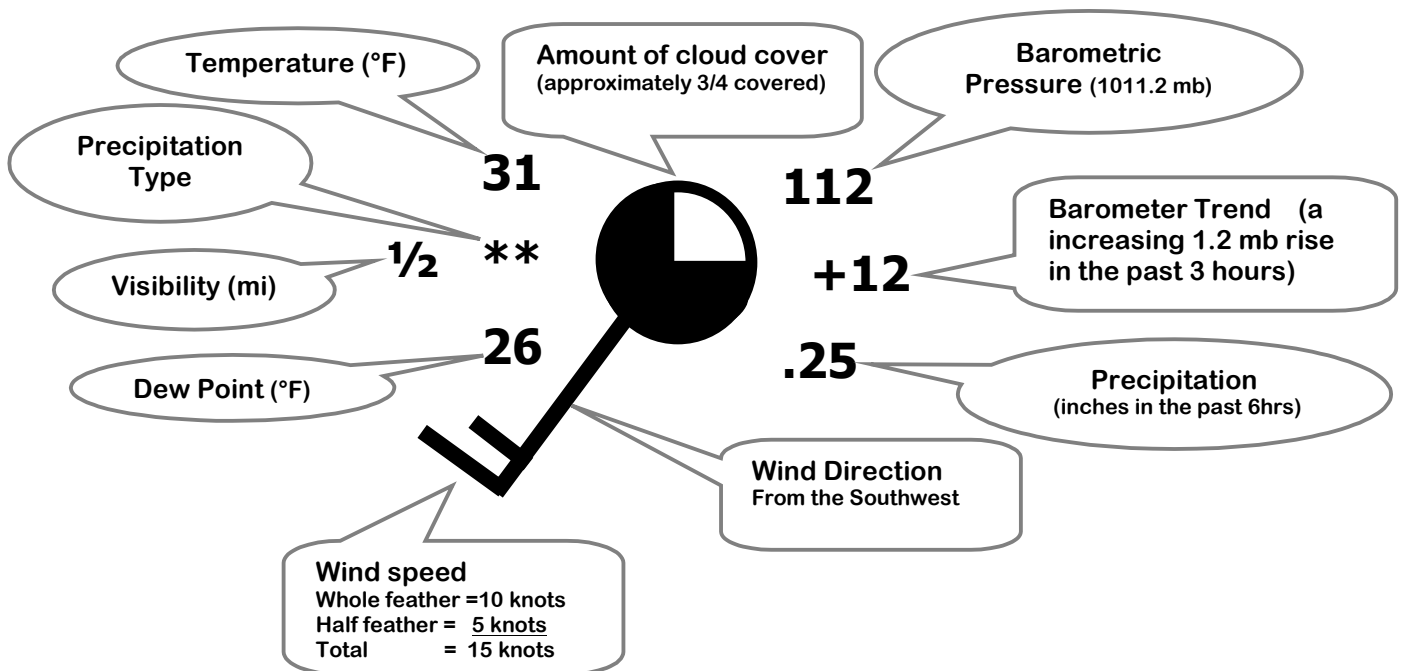 Temperature (°F)
Amount of cloud cover
(approximately 3/4 covered)
Barometric
Pressure (1011.2 mb)
Precipitation
Type
31
112
Barometer Trend (a
increasing 1.2 mb rise
in the past 3 hours)
½ **
+12
Visibility (mi)
26
.25
Dew Point (°F)
Precipitation
(inches in the past 6hrs)
Wind Direction
From the Southwest
Wind speed
Whole feather =10 knots
Half feather = 5 knots
Total = 15 knots